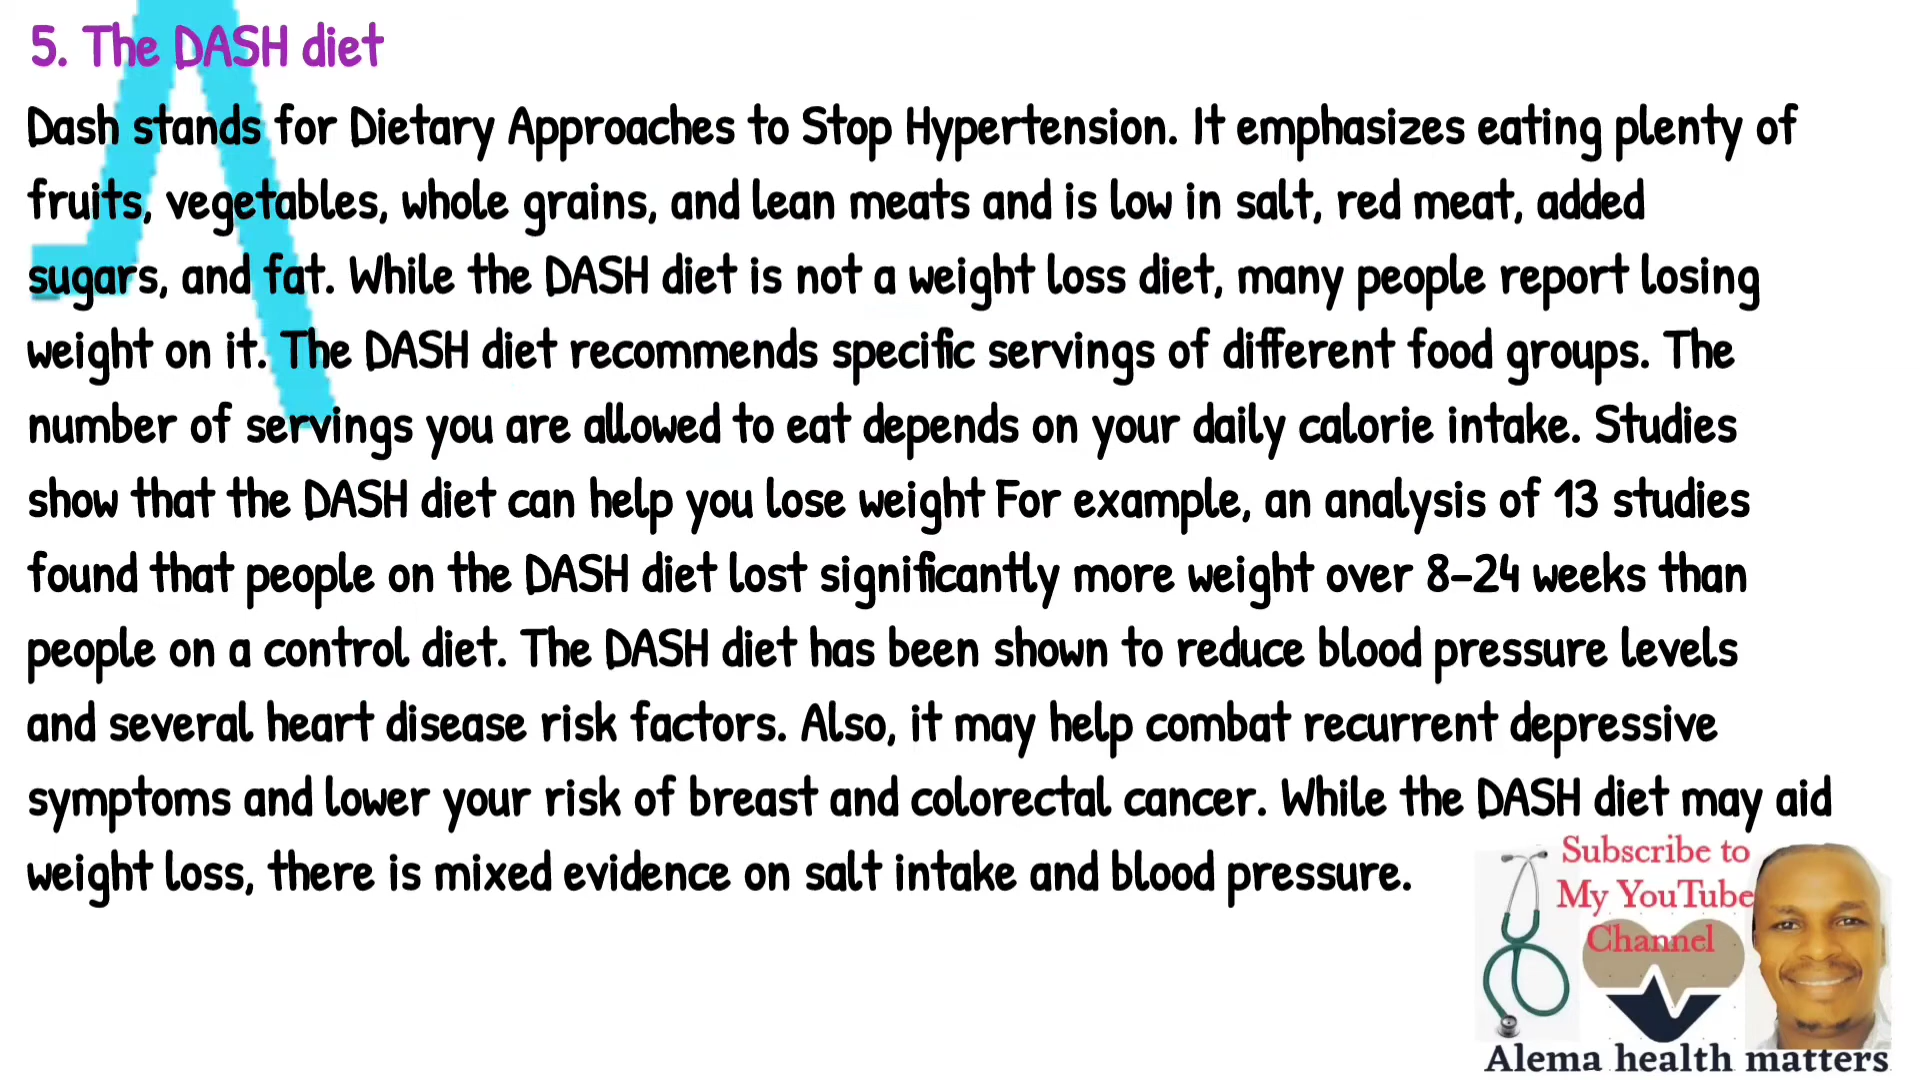 5. The DASH diet
Dash stands for Dietary Approaches to Stop Hypertension. It emphasizes eating plenty of
fruits, vegetables, whole grains, and lean meats and is low in salt, red meat, added
sugars, and fat. While the DASH diet is not a weight loss diet, many people report losing
weight on it. The DASH diet recommends specific servings of different food groups. The
number of servings you are allowed to eat depends on your daily calorie intake. Studies
show that the DASH diet can help you lose weight For example, an analysis of 13 studies
found that people on the DASH diet lost significantly more weight over 8-24 weeks than
people on a control diet. The DASH diet has been shown to reduce blood pressure levels
and several heart disease risk factors. Also, it may help combat recurrent depressive
symptoms and lower your risk of breast and colorectal cancer. While the DASH diet may aid
weight loss, there is mixed evidence on salt intake and blood pressure.
Subscribe to
My YouTube
Channel
Alema health matters